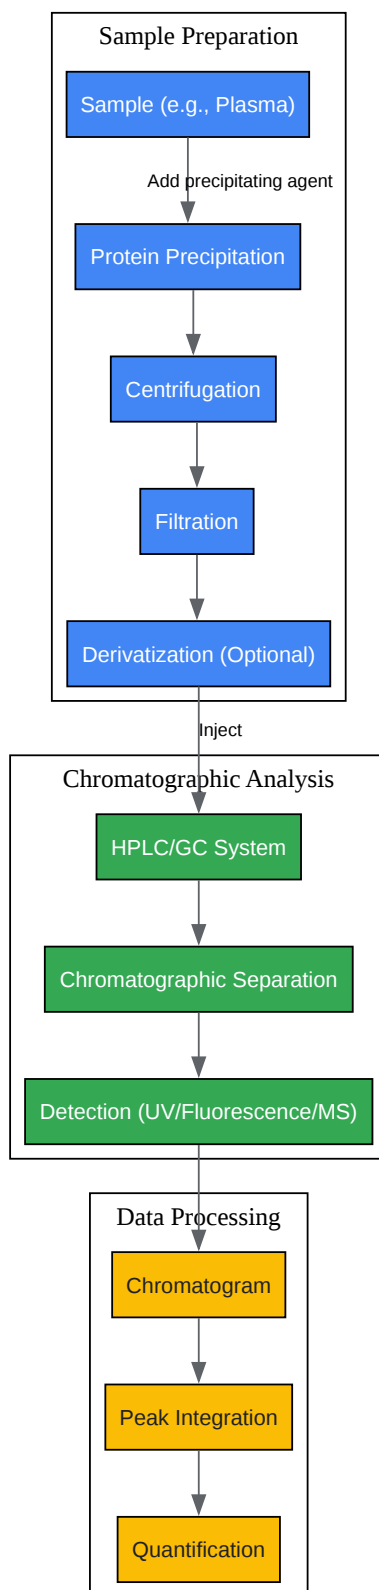 Sample Preparation
Sample (e.g., Plasma)
Add precipitating agent
Protein Precipitation
Centrifugation
Filtration
Derivatization (Optional)
Inject
Chromatographic Analysis
HPLC/GC System
Chromatographic Separation
Detection (UV/Fluorescence/MS)
Data Processing
Chromatogram
Peak Integration
Quantification